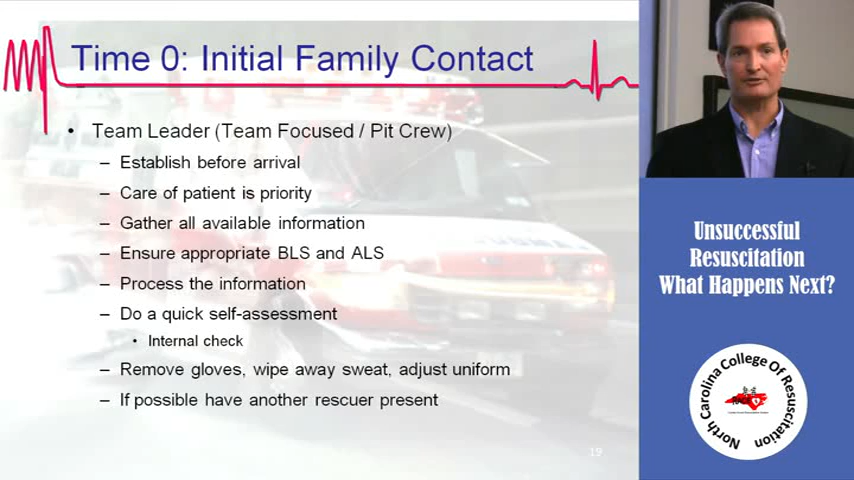 Time 0: Initial Family Contact
• Team Leader (Team Focused / Pit Crew)
– Establish before arrival
– Care of patient is priority
– Gather all available information
– Ensure appropriate BLS and ALS
– Process the information
– Do a quick self-assessment
• Internal check
– Remove gloves, wipe away sweat, adjust uniform
– If possible have another rescuer present
19
Unsuccessful
Resuscitation
What Happens Next?
North Carolina College Of Resuscitation